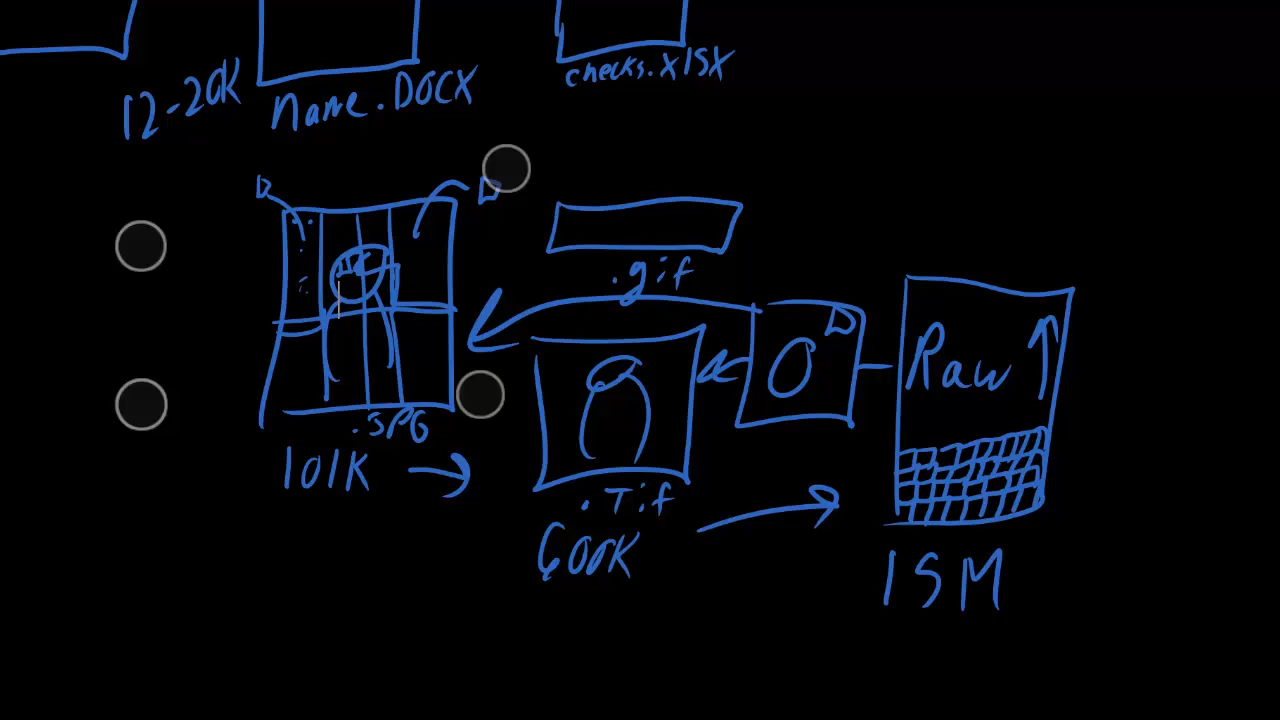 12-20K
name.DOCX
checks.XlSX
D
D
.gif
D
O
Raw
.JPG
101K
.Tif
600K
15M